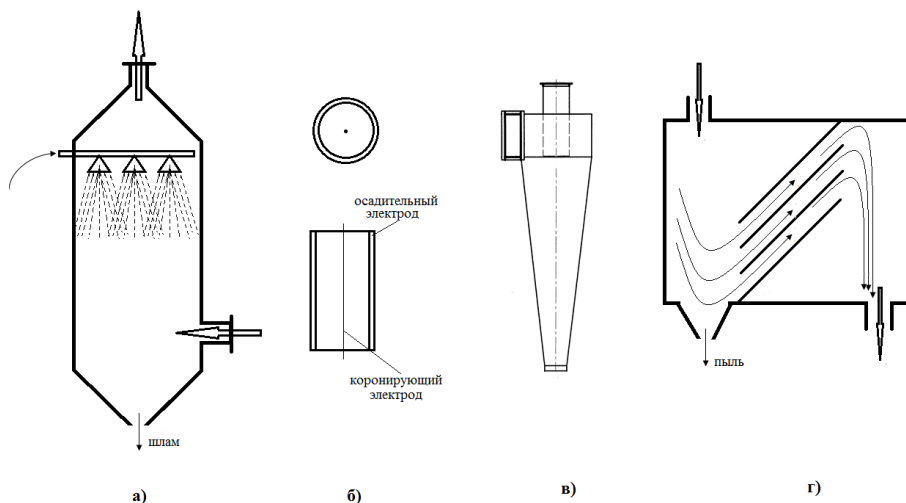 осадительный
электрод
коронирующий
электрод
пыль
шлам
а)
б)
в)
г)